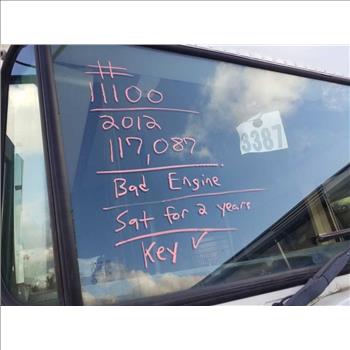 #
11100
2012
117,087
Bad Engine
Sat for 2 years
Key ✓
3387